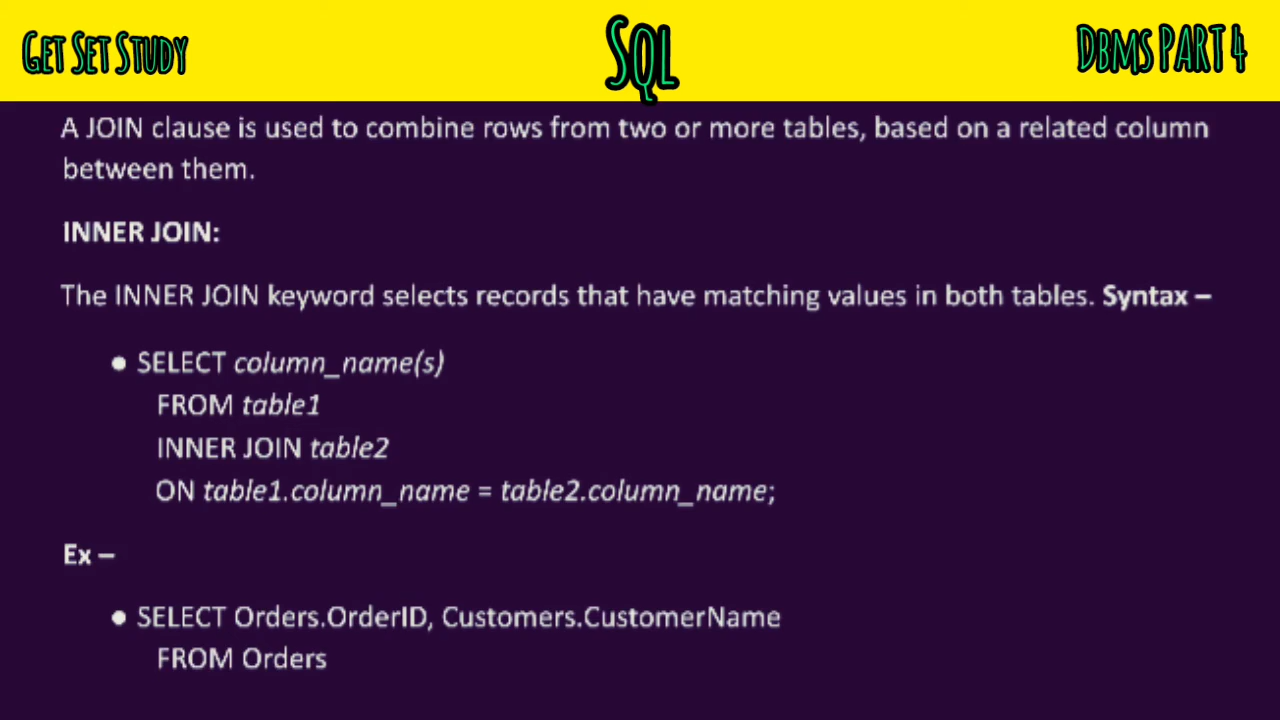 Get Set Study
Sql
Dbms PART 4
A JOIN clause is used to combine rows from two or more tables, based on a related column
between them.
INNER JOIN:
The INNER JOIN keyword selects records that have matching values in both tables. Syntax –
● SELECT column_name(s)
FROM table1
INNER JOIN table2
ON table1.column_name = table2.column_name;
Ex –
● SELECT Orders.OrderID, Customers.CustomerName
FROM Orders